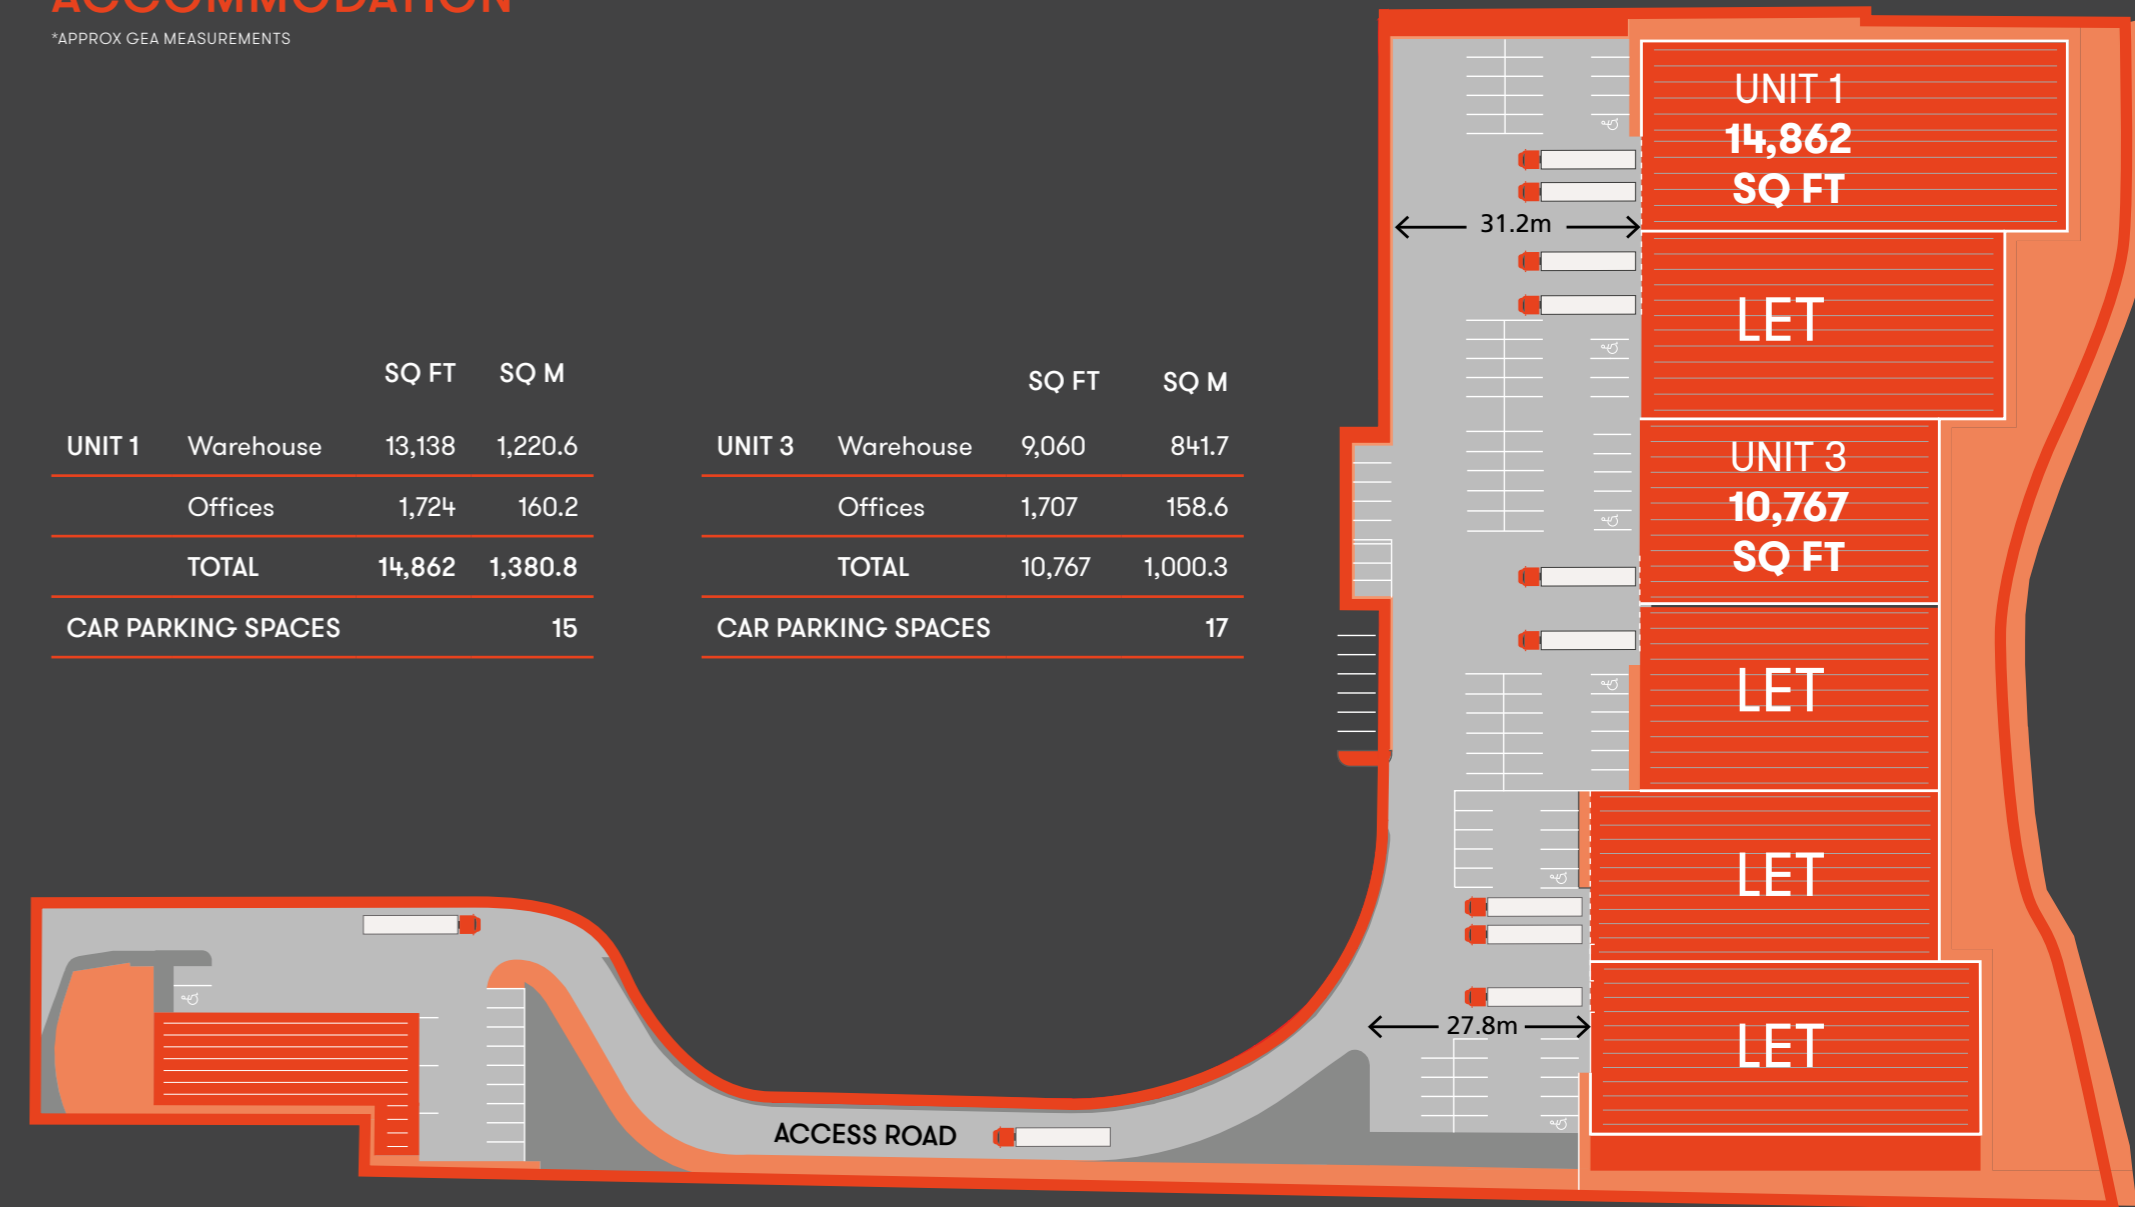 ACCOMMODATION
*APPROX GEA MEASUREMENTS
SQ FT SQ M
UNIT 1 Warehouse 13,138 1,220.6
Offices 1,724 160.2
TOTAL 14,862 1,380.8
CAR PARKING SPACES 15
SQ FT SQ M
UNIT 3 Warehouse 9,060 841.7
Offices 1,707 158.6
TOTAL 10,767 1,000.3
CAR PARKING SPACES 17
UNIT 1
14,862
SQ FT
31.2m
LET
UNIT 3
10,767
SQ FT
LET
LET
27.8m
LET
ACCESS ROAD